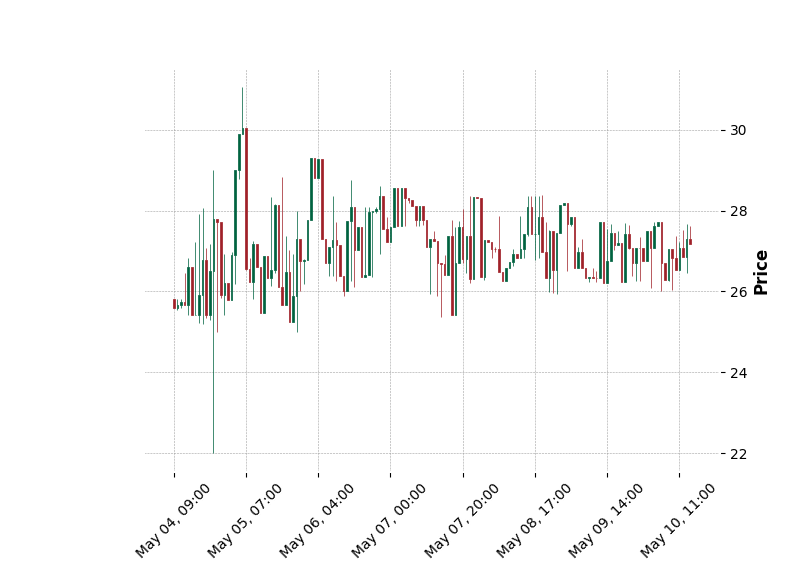 30
28
26
24
22
Price
May 04, 09:00
May 05, 07:00
May 06, 04:00
May 07, 00:00
May 07, 20:00
May 08, 17:00
May 09, 14:00
May 10, 11:00